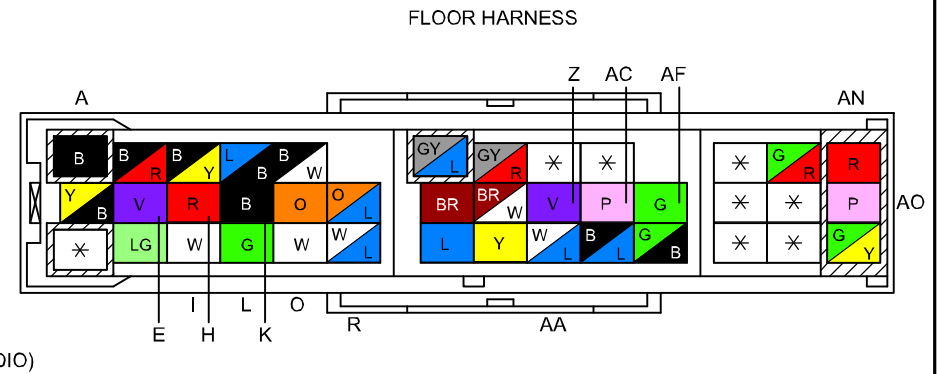 FLOOR HARNESS
Z AC AF
A AN
B B R B Y L B B W GY L GY R * * * G R R
Y B V R B O O L BR BR W V P G * * P AO
* LG W G W W L L Y W L B L G B * * G Y
I L O
E H K R AA
DIO)